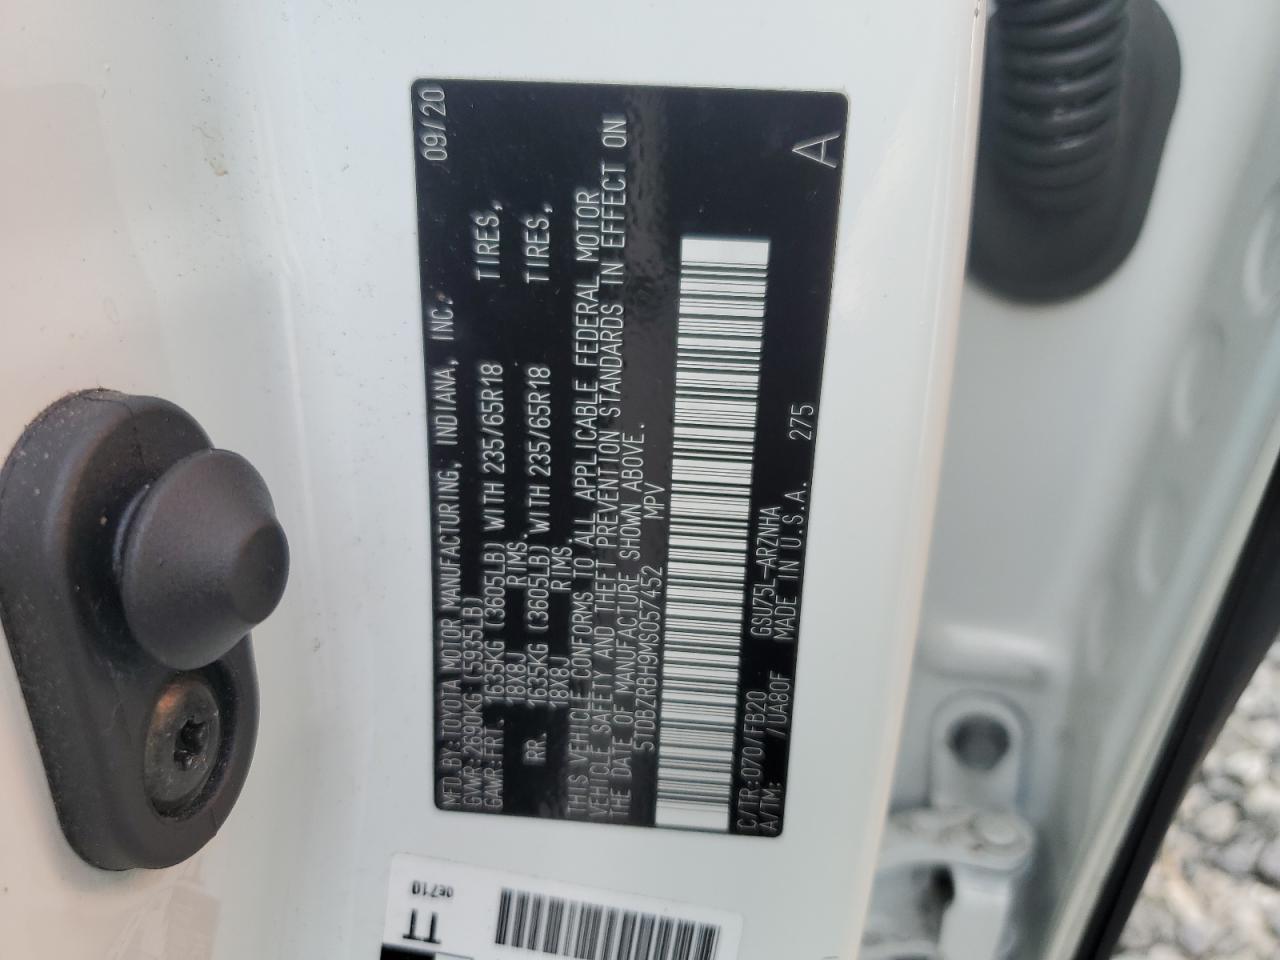 MFD. BY: TOYOTA MOTOR MANUFACTURING, INDIANA, INC. 09/20
GVWR: 2690KG (5935LB)
GAWR: FR. 1635KG (3605LB) WITH 235/65R18 TIRES,
18X8J RIMS.
RR. 1635KG (3605LB) WITH 235/65R18 TIRES,
18X8J RIMS.
THIS VEHICLE CONFORMS TO ALL APPLICABLE FEDERAL MOTOR
VEHICLE SAFETY AND THEFT PREVENTION STANDARDS IN EFFECT ON
THE DATE OF MANUFACTURE SHOWN ABOVE.
5TDBZRBH9MS057452 MPV
C/TR: 070/FB20 GSU75L-ARZNHA
A/TM: /UA80F MADE IN U.S.A. 275 A
0E710
TT